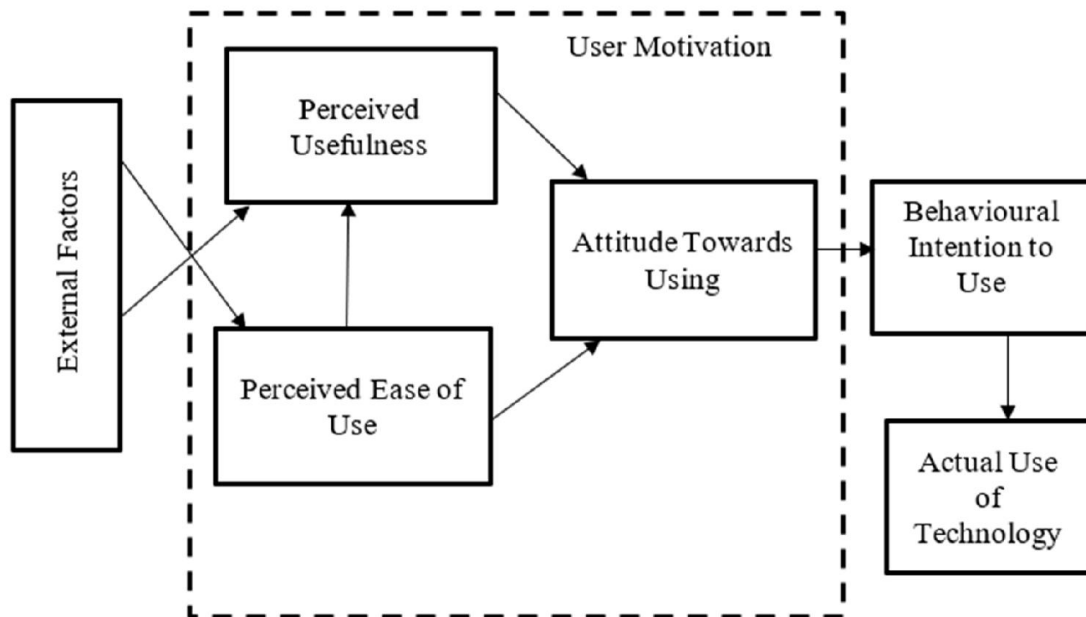 User Motivation
Perceived
Usefulness
External Factors
Attitude Towards
Using
Behavioural
Intention to
Use
Perceived Ease of
Use
Actual Use
of
Technology